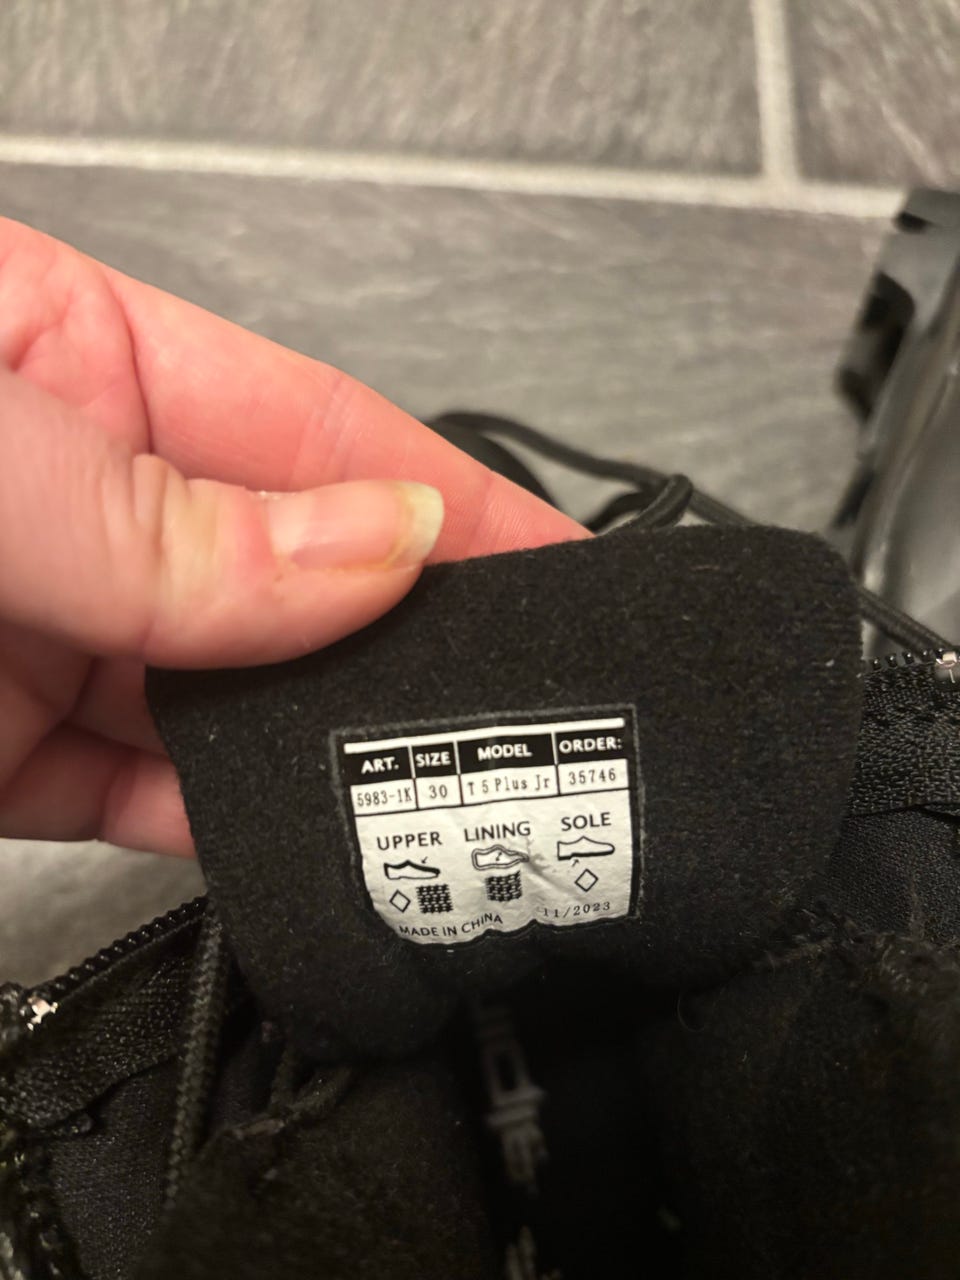 ART. SIZE MODEL ORDER:
5983-1K 30 T 5 Plus Jr 35746
UPPER LINING SOLE
MADE IN CHINA 11/2023